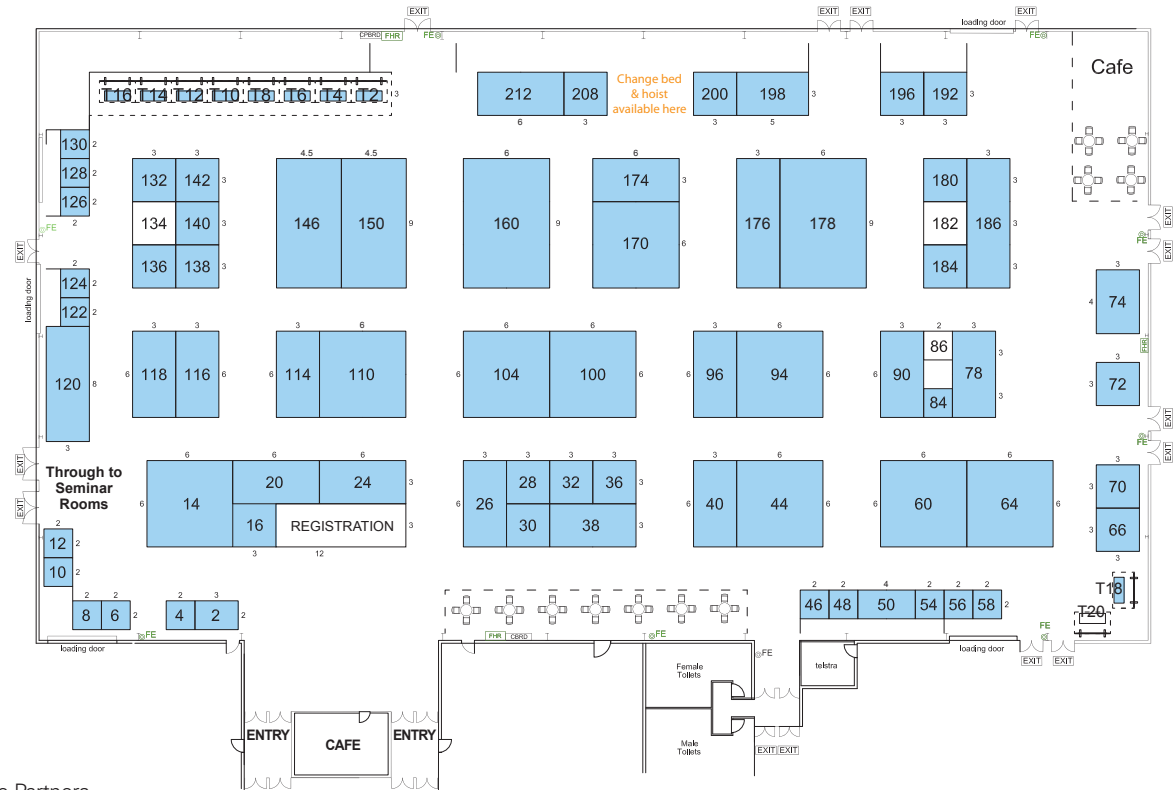 EXIT
EXIT EXIT
EXIT
loading door
CPBRD FHR
FE
FE
Cafe
T16 T14 T12 T10 T8 T6 T4 T2
3
212 208
6 3
Change bed
& hoist
available here
200 198
3
3 5
196 192
3
3 3
130 2
128 2
126 2
2
FE
EXIT
3 3
132 142 3
134 140 3
136 138 3
4.5 4.5
146 150 9
6
160 9
6
174 3
170 6
3 6
176 178 9
3
180 3
182 186 3
184 3
EXIT
FE
EXIT
loading door
2
124 2
122 2
120 8
3
3 3
6 118 116 6
3 6
6 114 110
6 6
6 104 100 6
3 6
6 96 94 6
3 2 3
6 90 86 78 3
84 3
3
4 74
FHR
3 72
EXIT
FE
EXIT
Through to
Seminar
Rooms
EXIT
EXIT
6 6 6
6 14 20 24 3
16 REGISTRATION 3
3 12
3 3 3 3
6 26 28 32 36 3
30 38 3
3 6
6 40 44 6
6 6
6 60 64 6
3
3 70
3 66
3
2
12 2
10 2
2 2
8 6 2
2 3
4 2 2
FE
loading door
FHR CBRD
FE
2 2 4 2 2 2
46 48 50 54 56 58 2
T18
T20
FE
loading door
EXIT EXIT
FE
telstra
Female
Toilets
Male
Toilets
EXIT EXIT
ENTRY CAFE ENTRY
Partners